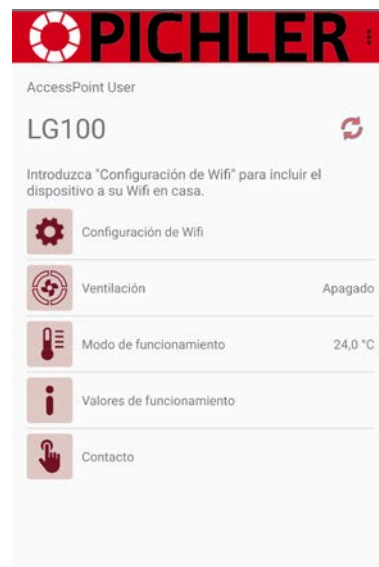 PICHLER
AccessPoint User
LG100
Introduzca "Configuración de Wifi" para incluir el
dispositivo a su Wifi en casa.
Configuración de Wifi
Ventilación Apagado
Modo de funcionamiento 24,0 °C
Valores de funcionamiento
Contacto